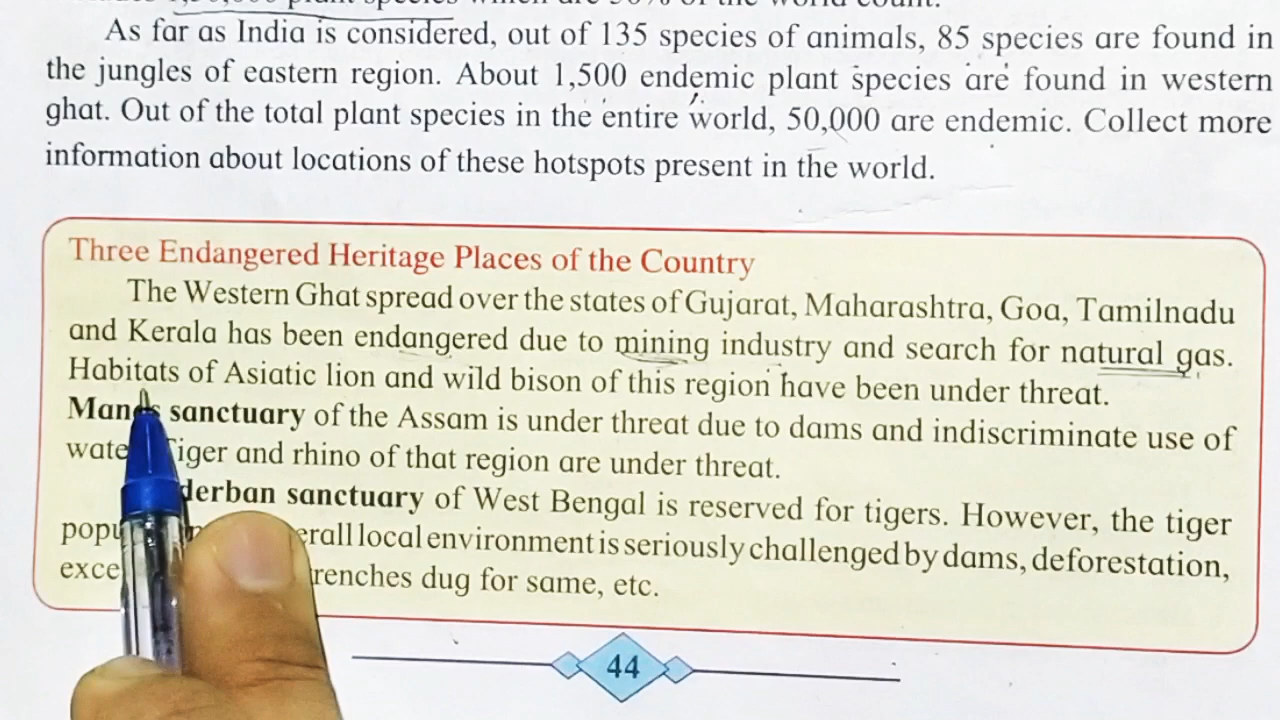 As far as India is considered, out of 135 species of animals, 85 species are found in
the jungles of eastern region. About 1,500 endemic plant species are found in western
ghat. Out of the total plant species in the entire world, 50,000 are endemic. Collect more
information about locations of these hotspots present in the world.
Three Endangered Heritage Places of the Country
The Western Ghat spread over the states of Gujarat, Maharashtra, Goa, Tamilnadu
and Kerala has been endangered due to mining industry and search for natural gas.
Habitats of Asiatic lion and wild bison of this region have been under threat.
sanctuary of the Assam is under threat due to dams and indiscriminate use of
and rhino of that region are under threat.
sanctuary of West Bengal is reserved for tigers. However, the tiger
local environment is seriously challenged by dams, deforestation,
dug for same, etc.
44